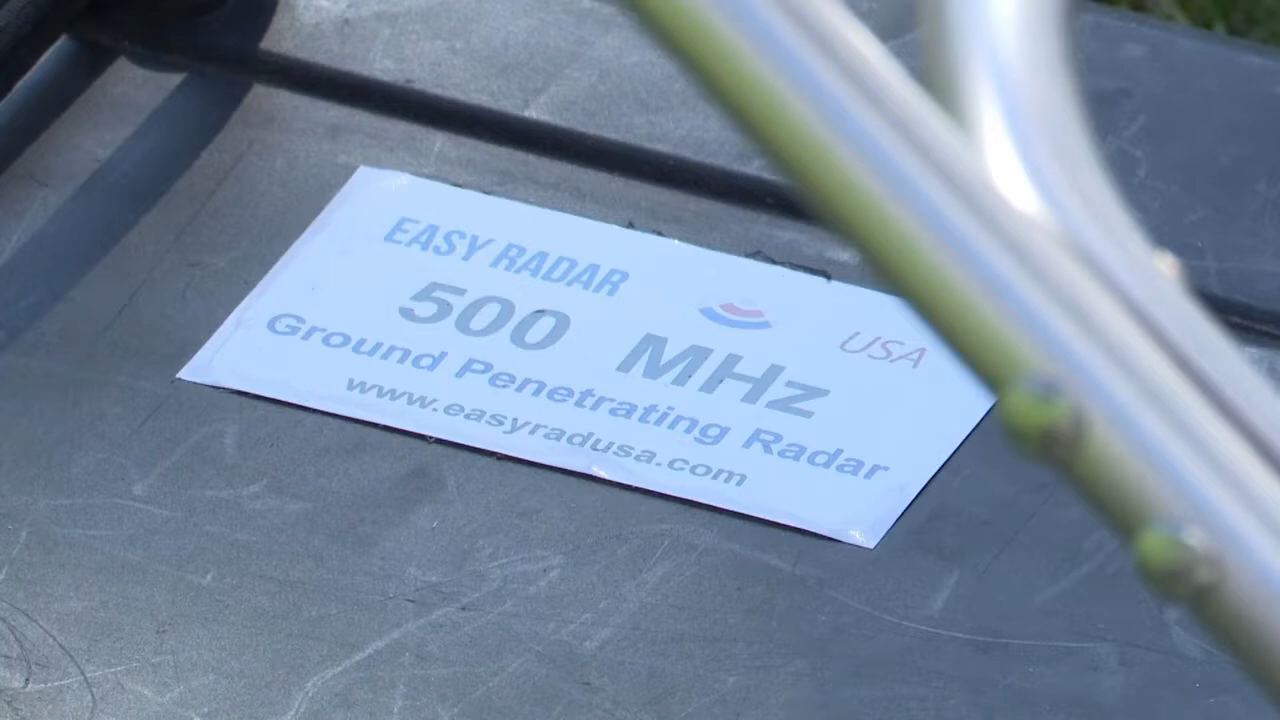 EASY RADAR
500 MHz
USA
Ground Penetrating Radar
www.easyradusa.com